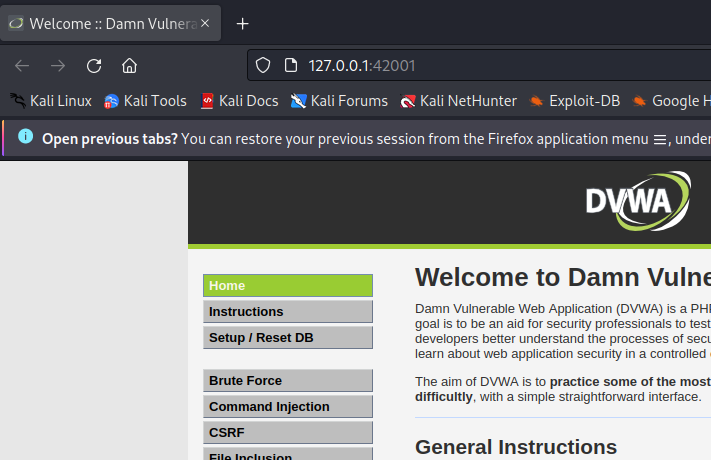 Welcome :: Damn Vulnera
127.0.0.1:42001
Kali Linux Kali Tools Kali Docs Kali Forums Kali NetHunter Exploit-DB Google H
Open previous tabs? You can restore your previous session from the Firefox application menu ☰, under
DVWA
Home
Instructions
Setup / Reset DB
Brute Force
Command Injection
CSRF
File Inclusion
Welcome to Damn Vulne
Damn Vulnerable Web Application (DVWA) is a PHP
goal is to be an aid for security professionals to test
developers better understand the processes of secu
learn about web application security in a controlled
The aim of DVWA is to practice some of the most
difficultly, with a simple straightforward interface.
General Instructions